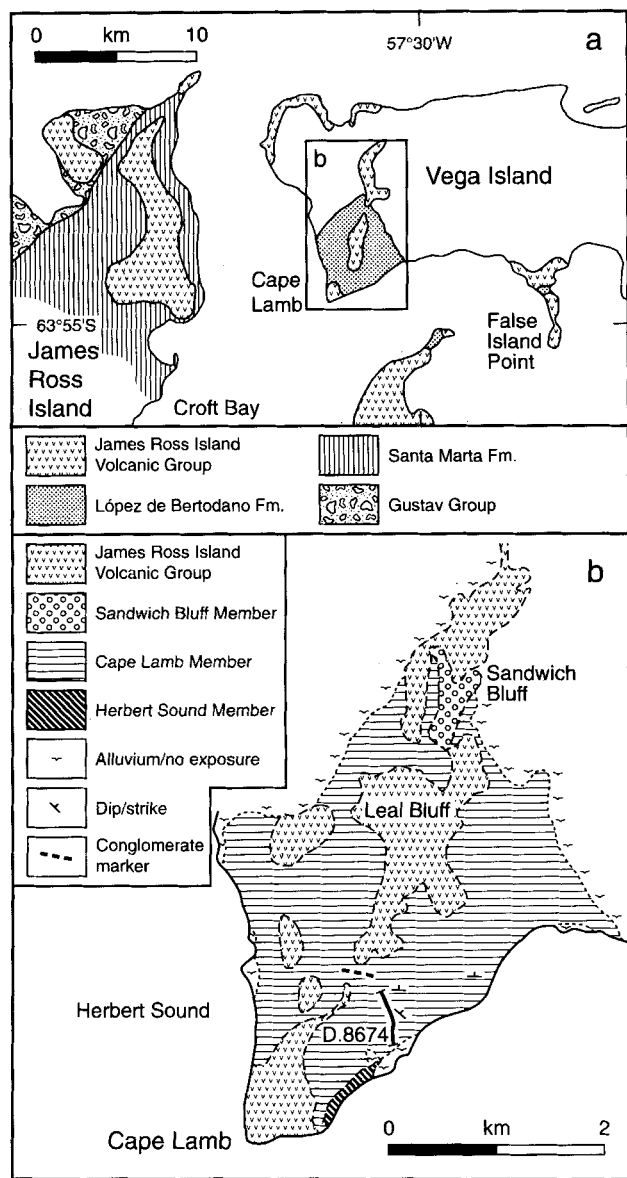 0 km 10
57°30'W
a
b
Vega Island
Cape
Lamb
False
Island
Point
63°55'S
James
Ross
Island
Croft Bay
James Ross Island
Volcanic Group
Santa Marta Fm.
López de Bertodano Fm.
Gustav Group
b
James Ross Island
Volcanic Group
Sandwich Bluff Member
Cape Lamb Member
Herbert Sound Member
Alluvium/no exposure
Dip/strike
Conglomerate
marker
Sandwich
Bluff
Leal Bluff
Herbert Sound
D.8674
Cape Lamb
0 km 2